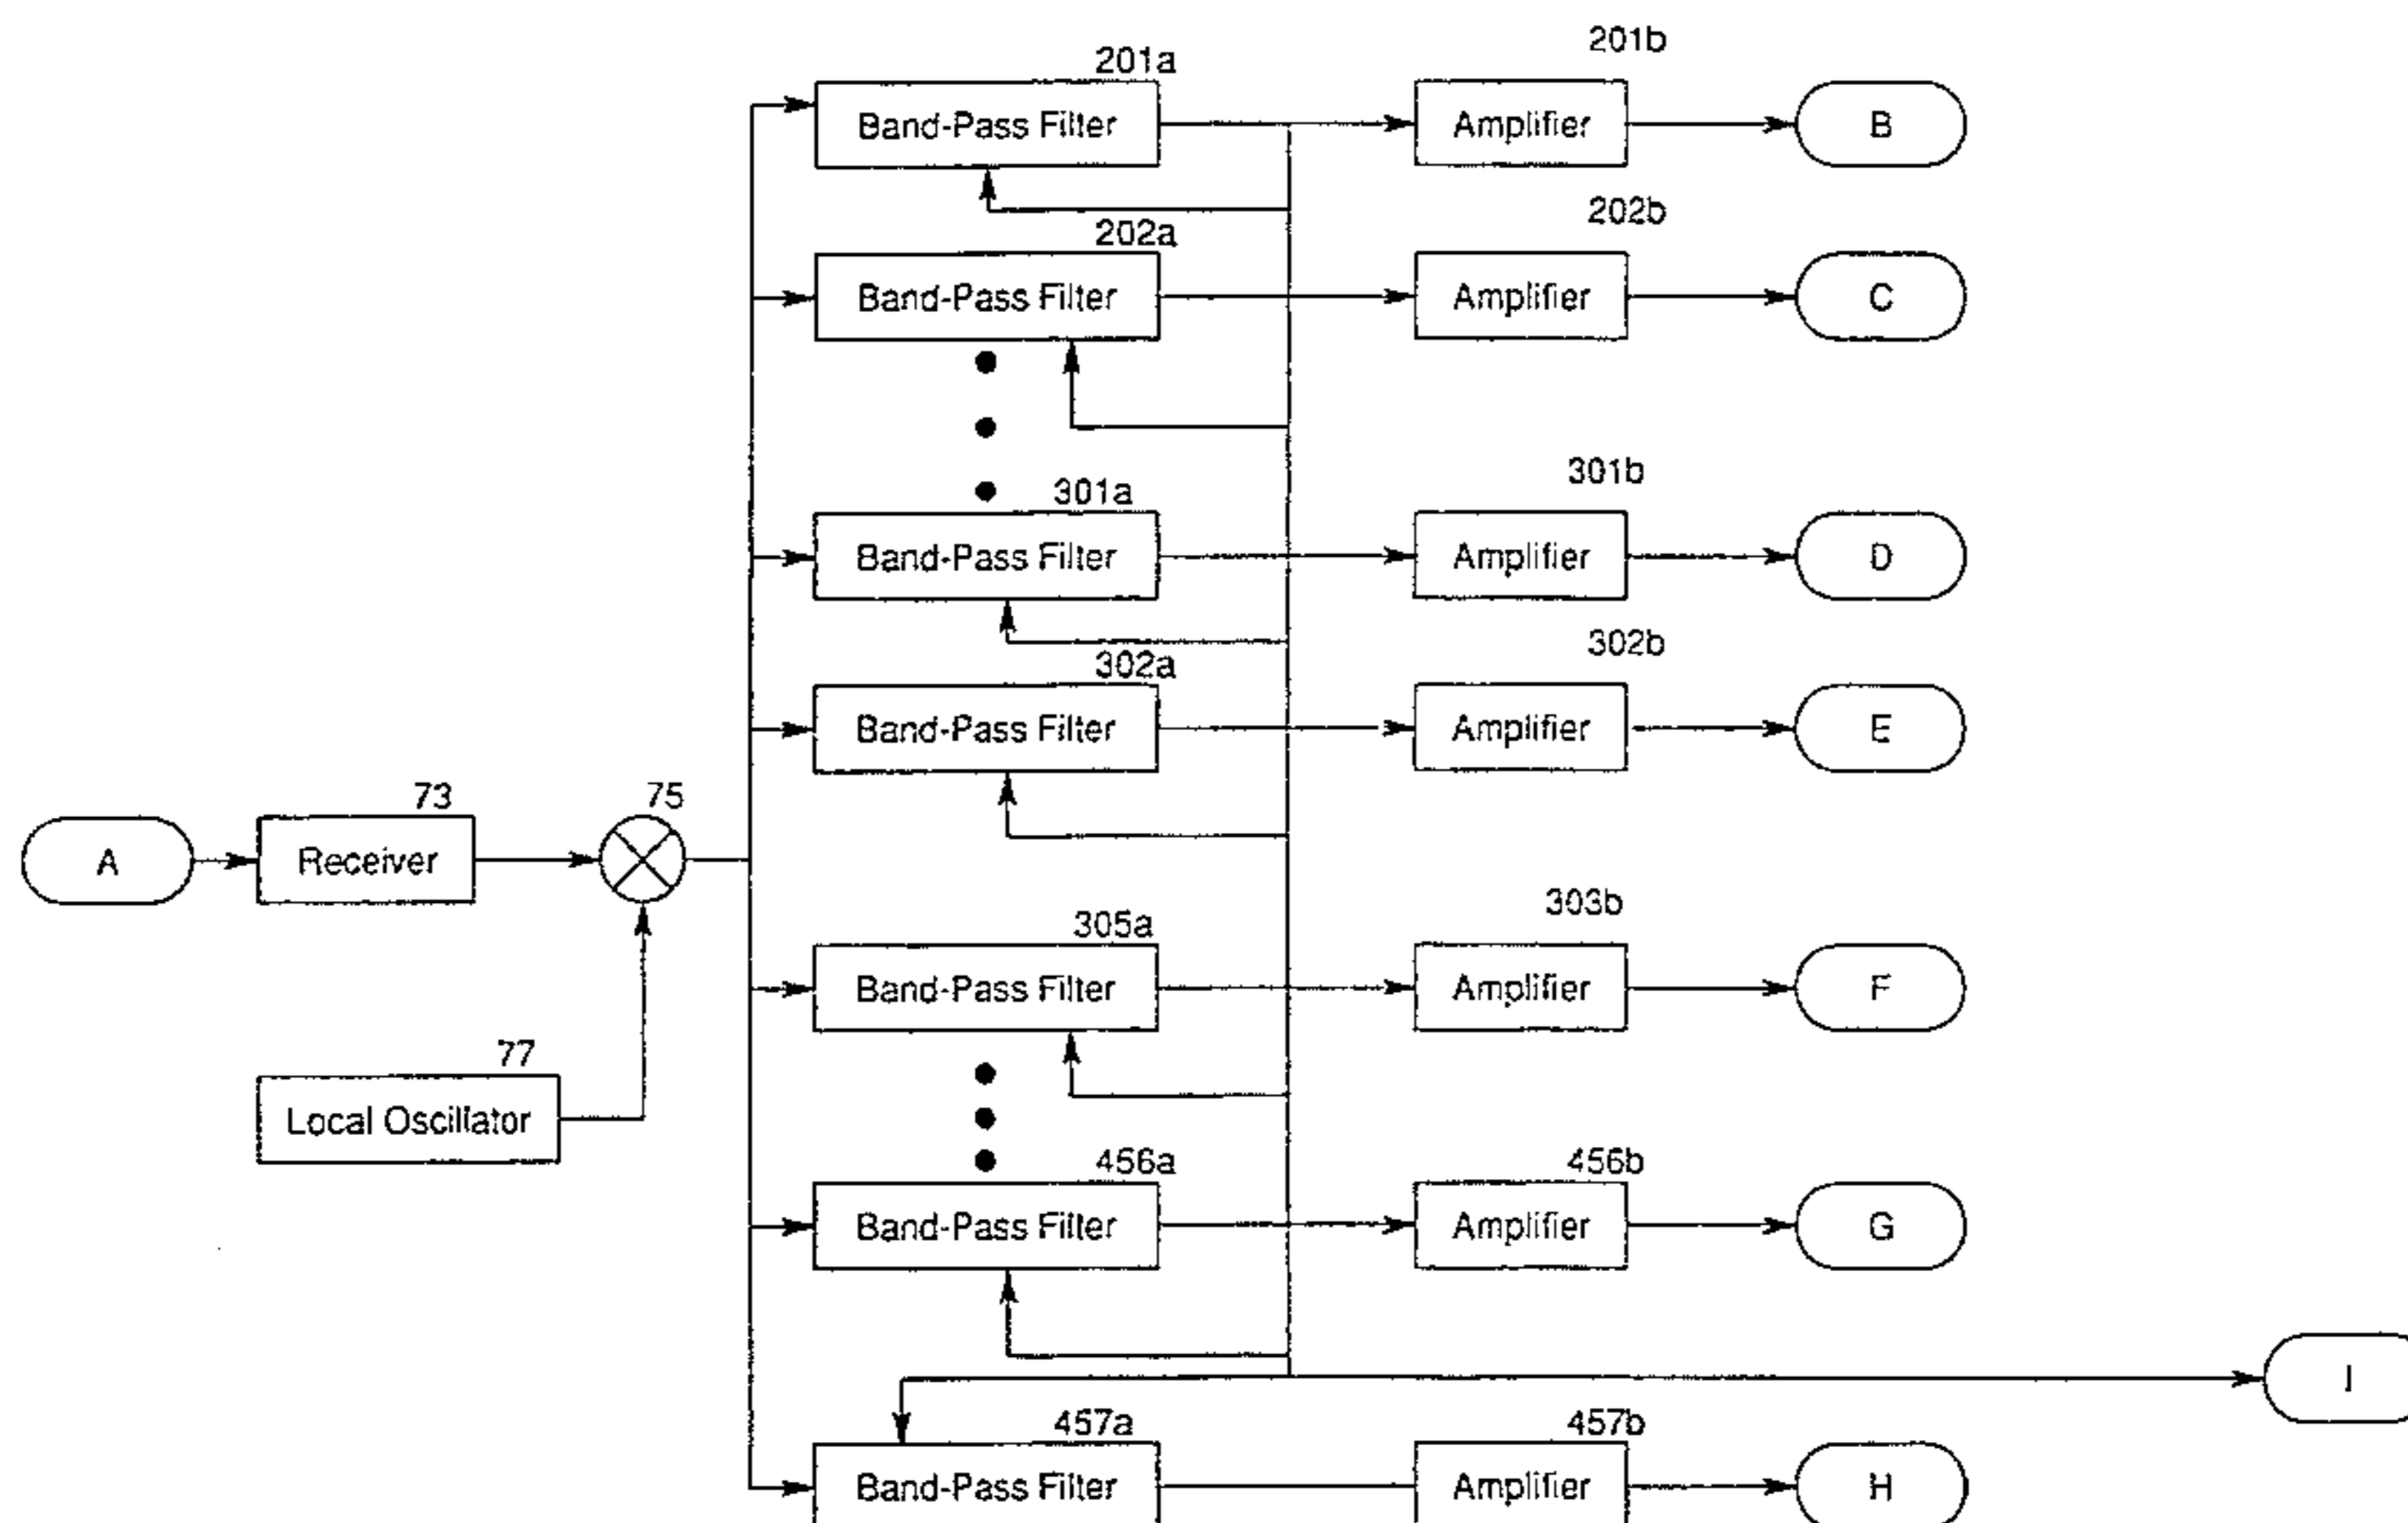 201a
201b
Band-Pass Filter
Amplifier
B
202a
202b
Band-Pass Filter
Amplifier
C
301a
301b
Band-Pass Filter
Amplifier
D
302a
302b
Band-Pass Filter
Amplifier
E
73
75
A
Receiver
305a
303b
Band-Pass Filter
Amplifier
F
77
Local Oscillator
456a
456b
Band-Pass Filter
Amplifier
G
I
457a
457b
Band-Pass Filter
Amplifier
H